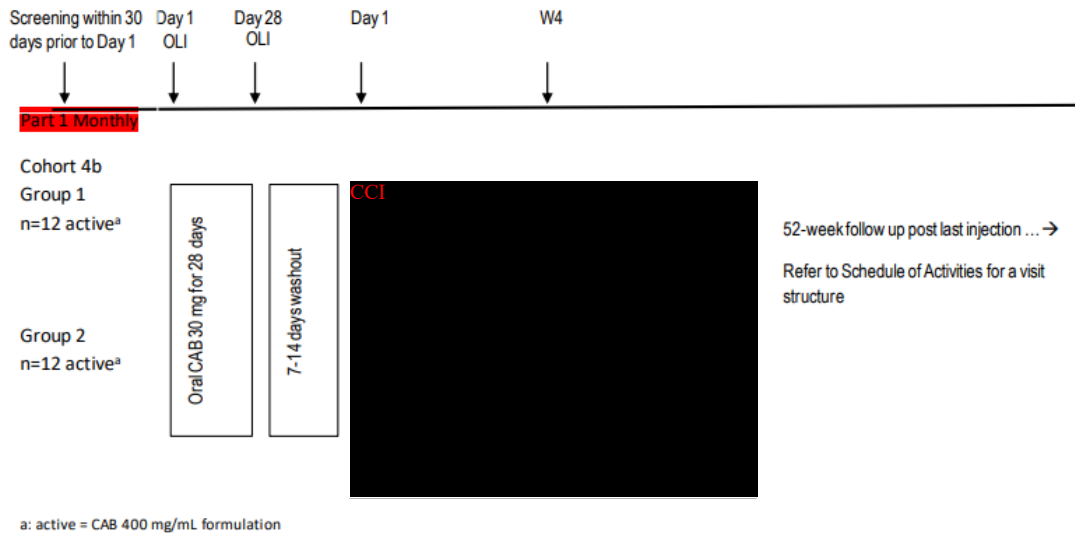 Screening within 30
days prior to Day 1
Day 1
OLI
Day 28
OLI
Day 1
W4
Part 1 Monthly
Cohort 4b
Group 1
n=12 activeᵃ
Group 2
n=12 activeᵃ
Oral CAB 30 mg for 28 days
7-14 days washout
CCI
52-week follow up post last injection … →
Refer to Schedule of Activities for a visit
structure
a: active = CAB 400 mg/mL formulation